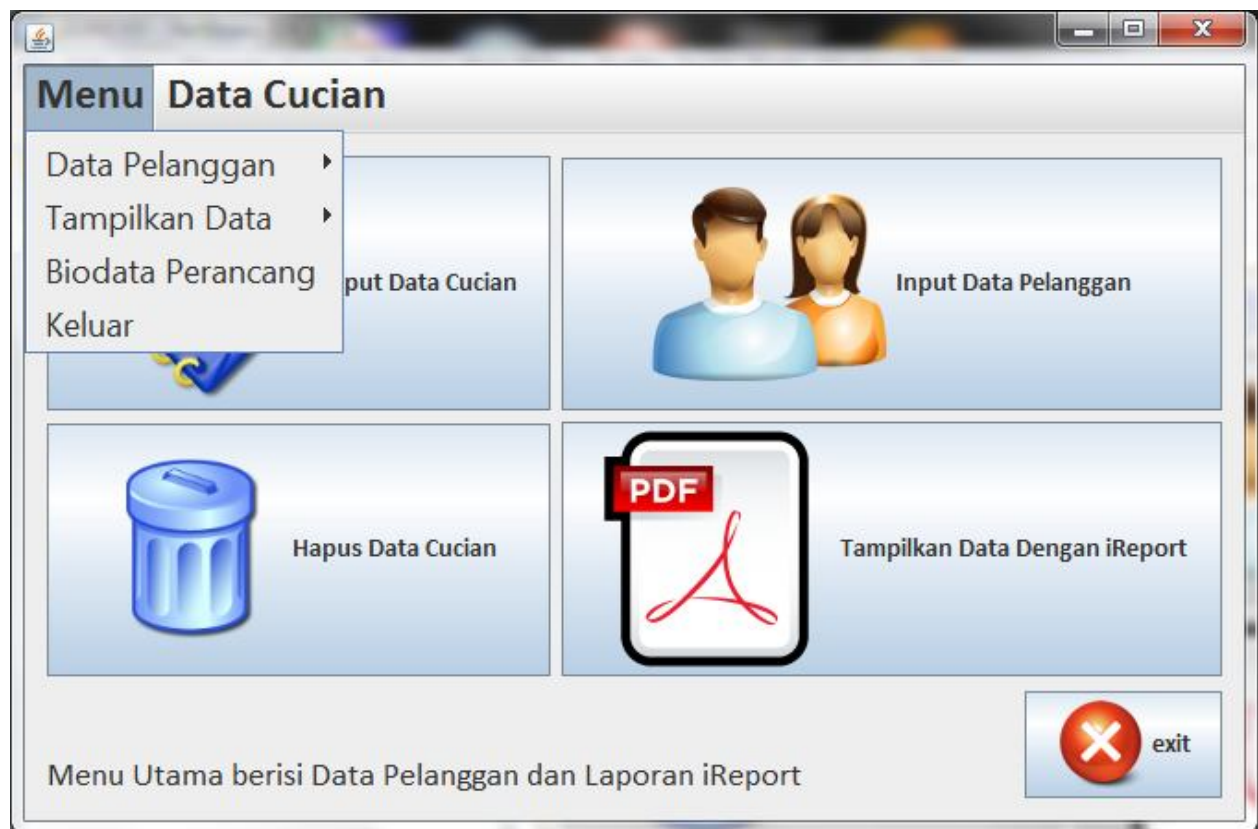 Menu Data Cucian
Data Pelanggan
Tampilkan Data
Biodata Perancang
Keluar
put Data Cucian
Input Data Pelanggan
Hapus Data Cucian
PDF
Tampilkan Data Dengan iReport
exit
Menu Utama berisi Data Pelanggan dan Laporan iReport